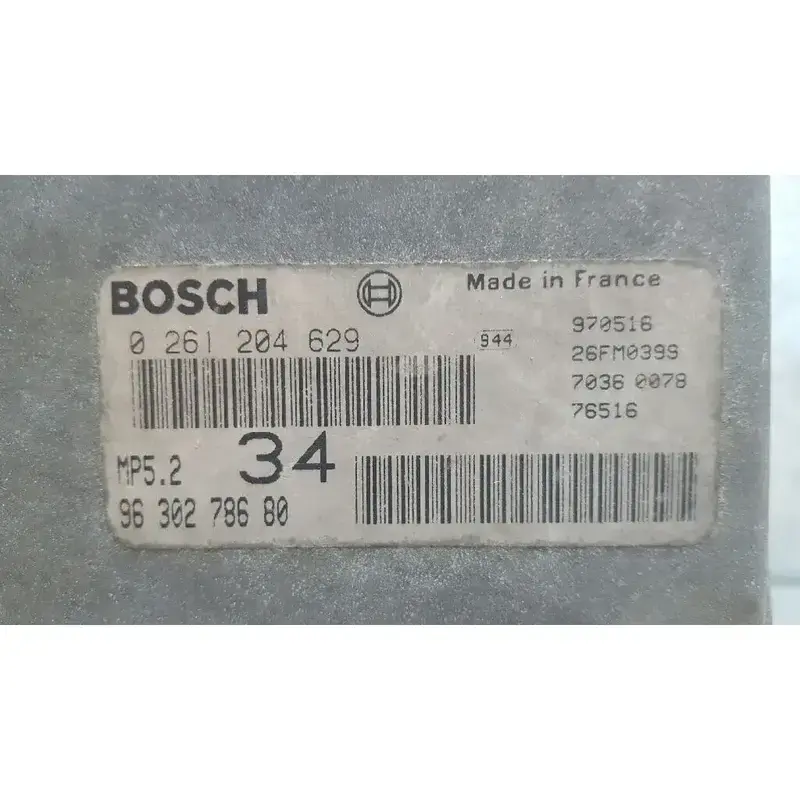 BOSCH
Made in France
0 261 204 629
944
970516
26FM0399
7036 0078
76516
MP5.2
34
96 302 786 80